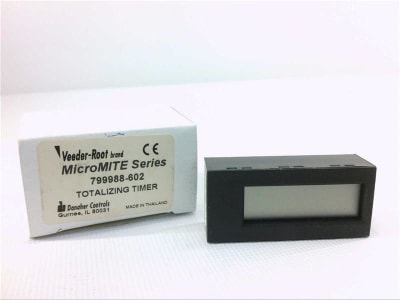 Veeder-Root brand CE
MicroMITE Series
799988-602
TOTALIZING TIMER
Danaher Controls
Gurnee, IL 60031
MADE IN THAILAND